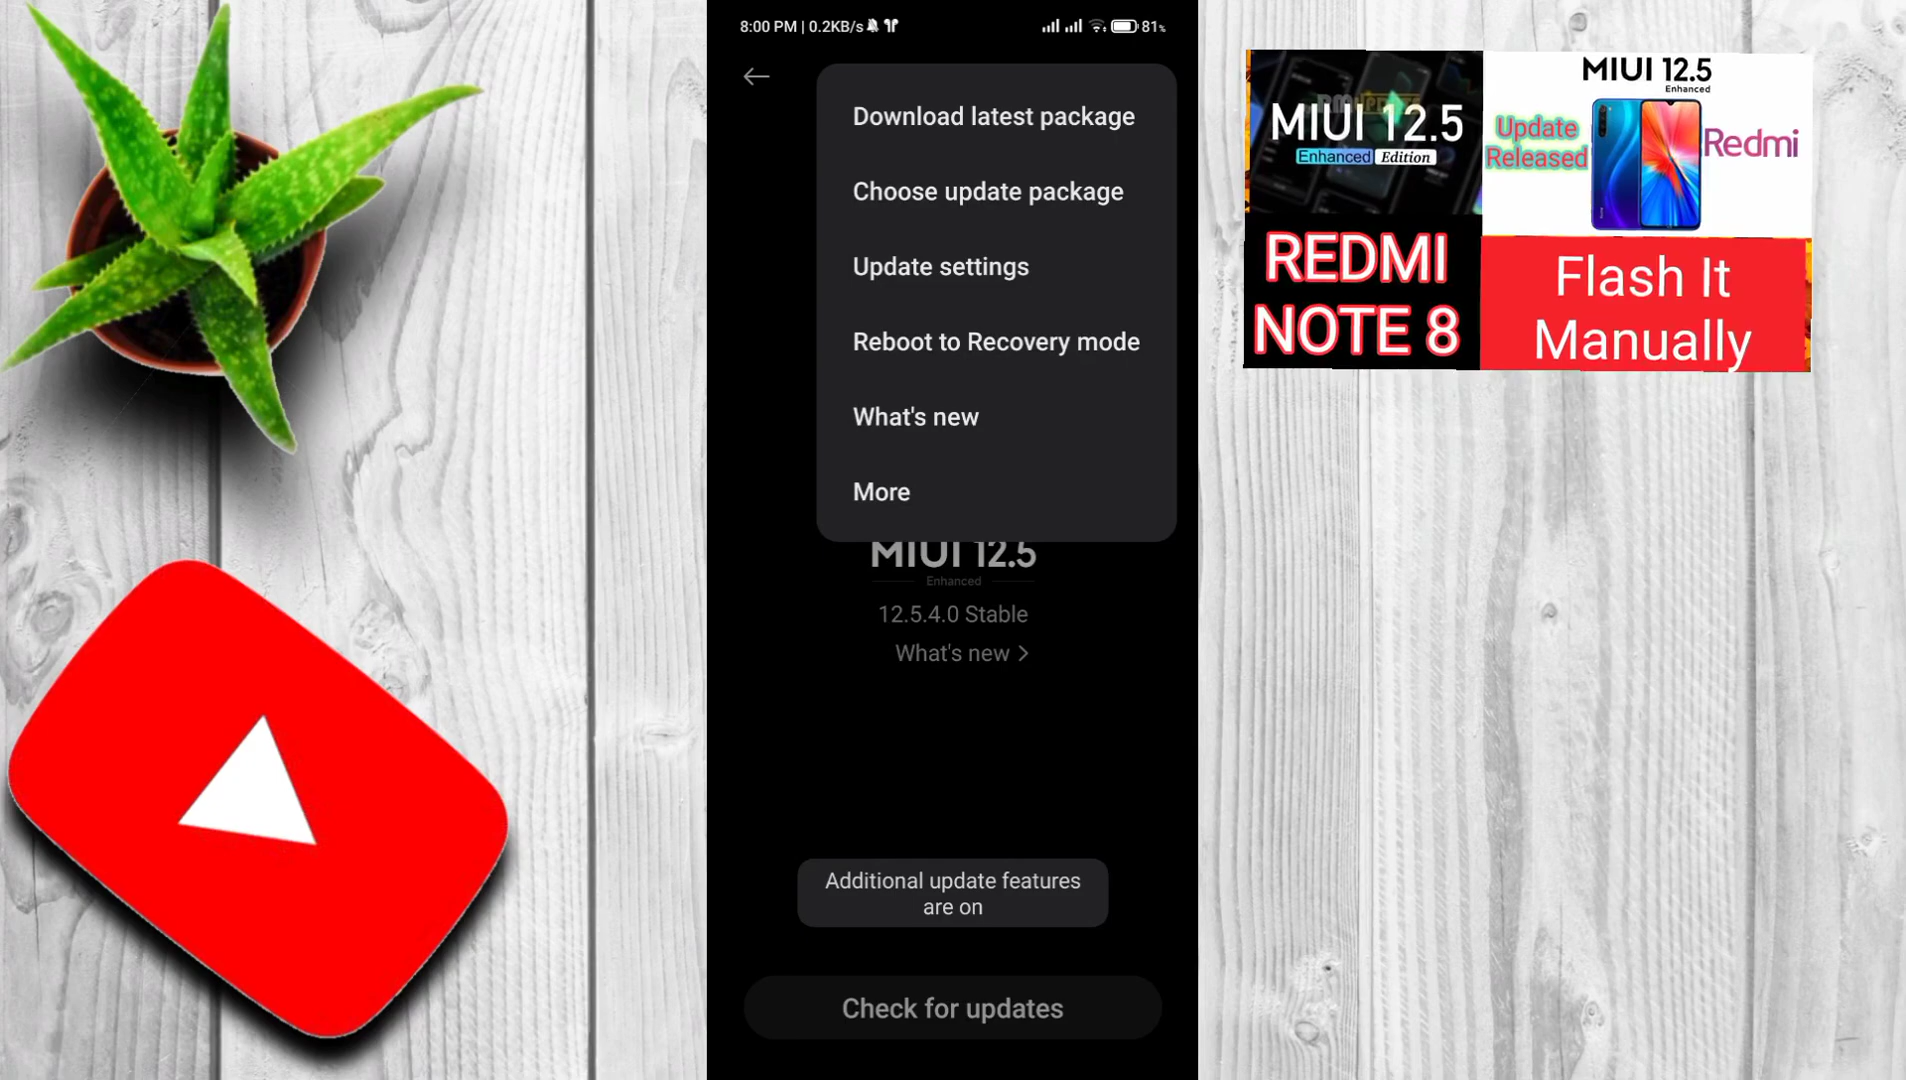 8:00 PM | 0.2KB/s
81%
Download latest package
Choose update package
Update settings
Reboot to Recovery mode
What's new
More
MIUI 12.5
Enhanced
12.5.4.0 Stable
What's new
Additional update features
are on
Check for updates
MIUI 12.5
Enhanced Edition
REDMI
NOTE 8
MIUI 12.5
Enhanced
Update
Released
Redmi
Flash It
Manually